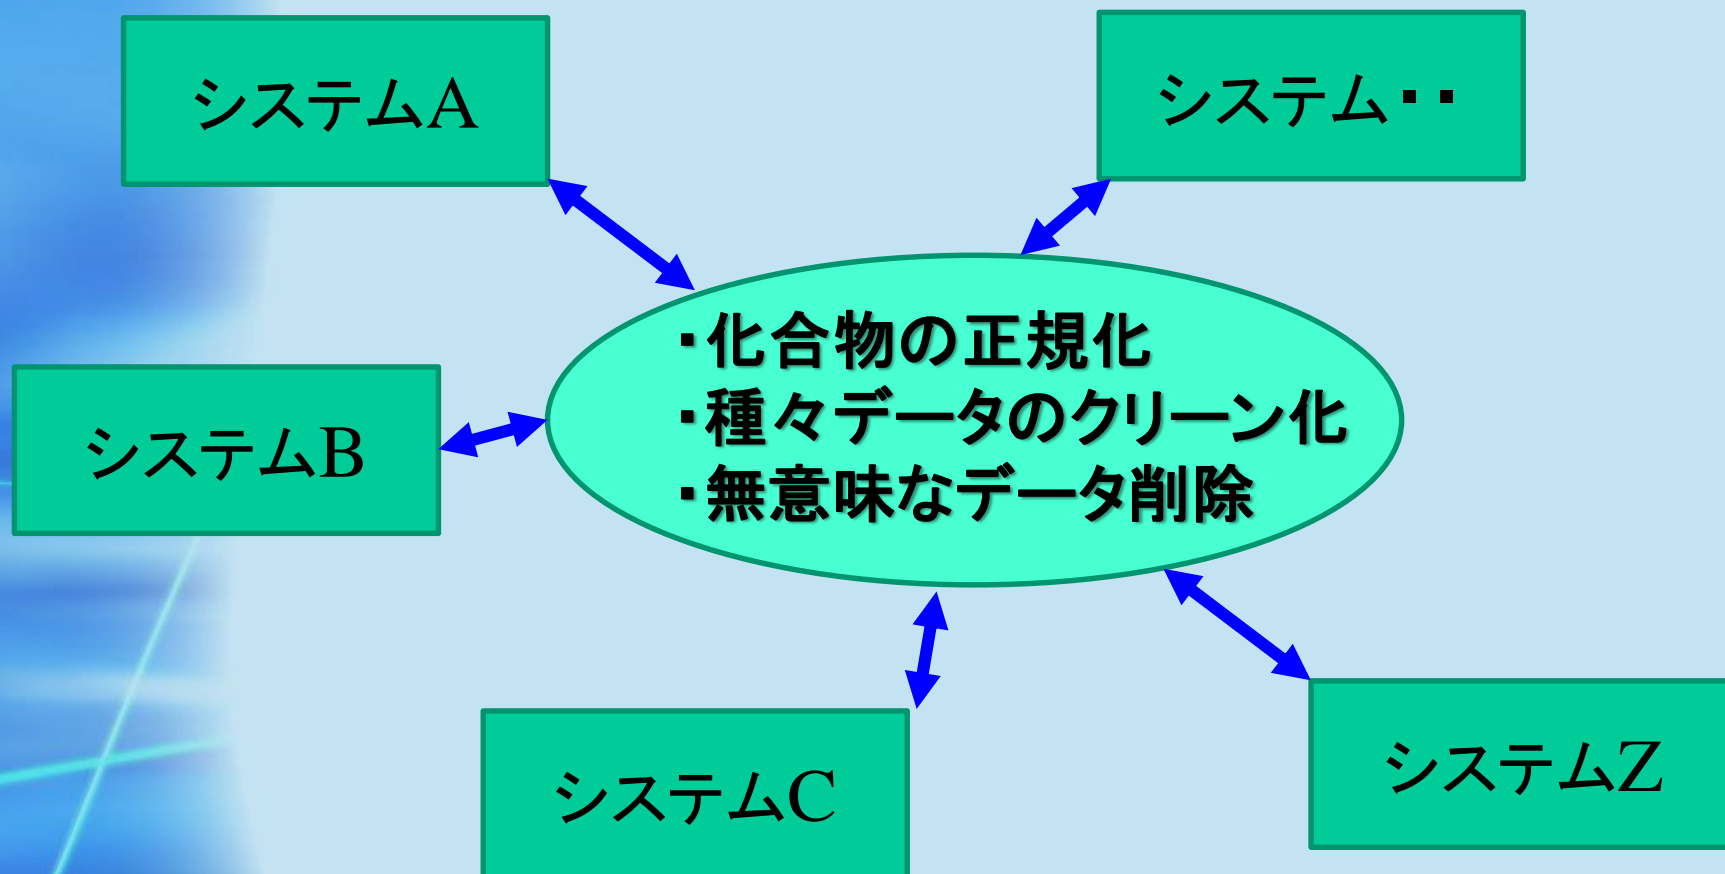 システムA
システム・・
・化合物の正規化
・種々データのクリーン化
・無意味なデータ削除
システムB
システムC
システムZ